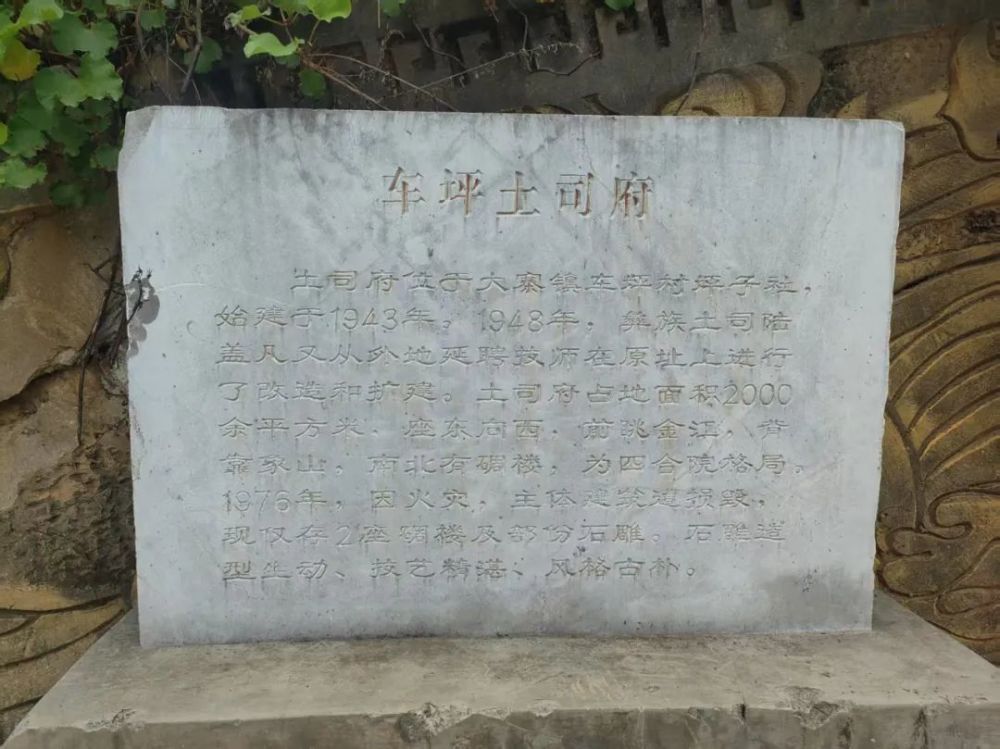 车坪土司府
土司府位于大寨镇车坪村坪子社，
始建于1943年。1948年，彝族土司陆
盖凡又从外地延聘技师在原址上进行
了改造和扩建。土司府占地面积2000
余平方米、座东向西，前眺金江，背
靠象山，南北有碉楼，为四合院格局。
1976年，因火灾，主体建筑遭损毁，
现仅存2座碉楼及部份石雕。石雕造
型生动、技艺精湛、风格古朴。